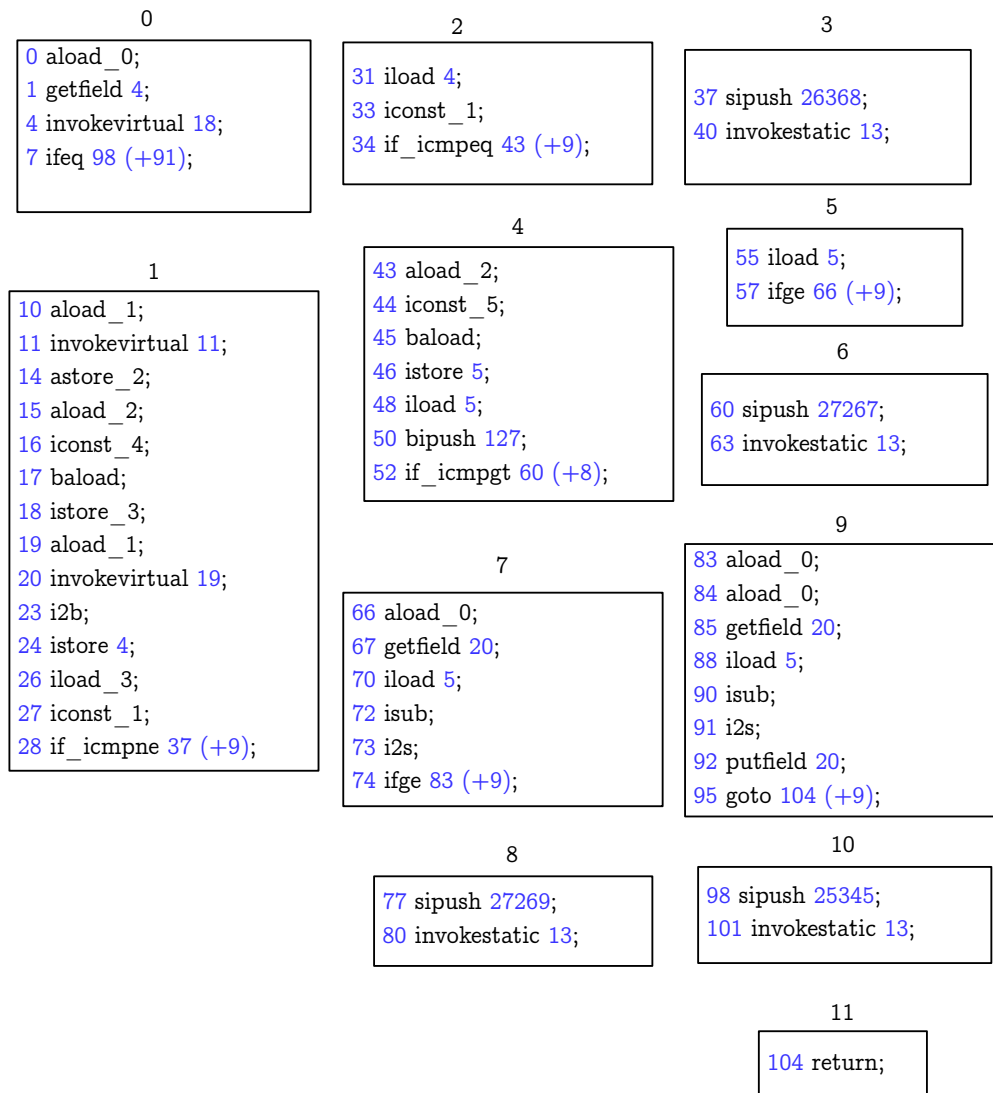 0
0 aload_0;
1 getfield 4;
4 invokevirtual 18;
7 ifeq 98 (+91);
1
10 aload_1;
11 invokevirtual 11;
14 astore_2;
15 aload_2;
16 iconst_4;
17 baload;
18 istore_3;
19 aload_1;
20 invokevirtual 19;
23 i2b;
24 istore 4;
26 iload_3;
27 iconst_1;
28 if_icmpne 37 (+9);
2
31 iload 4;
33 iconst_1;
34 if_icmpeq 43 (+9);
3
37 sipush 26368;
40 invokestatic 13;
4
43 aload_2;
44 iconst_5;
45 baload;
46 istore 5;
48 iload 5;
50 bipush 127;
52 if_icmpgt 60 (+8);
5
55 iload 5;
57 ifge 66 (+9);
6
60 sipush 27267;
63 invokestatic 13;
7
66 aload_0;
67 getfield 20;
70 iload 5;
72 isub;
73 i2s;
74 ifge 83 (+9);
8
77 sipush 27269;
80 invokestatic 13;
9
83 aload_0;
84 aload_0;
85 getfield 20;
88 iload 5;
90 isub;
91 i2s;
92 putfield 20;
95 goto 104 (+9);
10
98 sipush 25345;
101 invokestatic 13;
11
104 return;